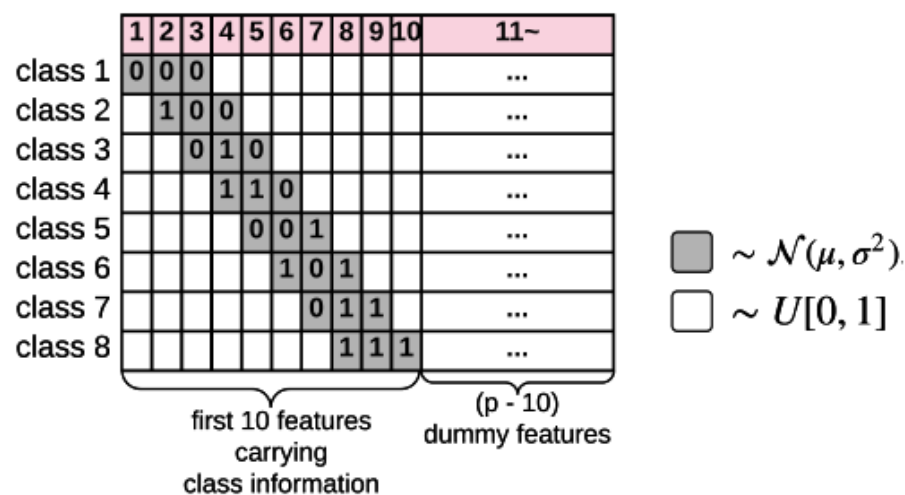 1 2 3 4 5 6 7 8 9 10 11~
class 1 0 0 0 ...
class 2 1 0 0 ...
class 3 0 1 0 ...
class 4 1 1 0 ...
class 5 0 0 1 ...
class 6 1 0 1 ...
class 7 0 1 1 ...
class 8 1 1 1 ...
~ 𝒩(μ, σ²).
~ U[0, 1]
first 10 features
carrying
class information
(p - 10)
dummy features